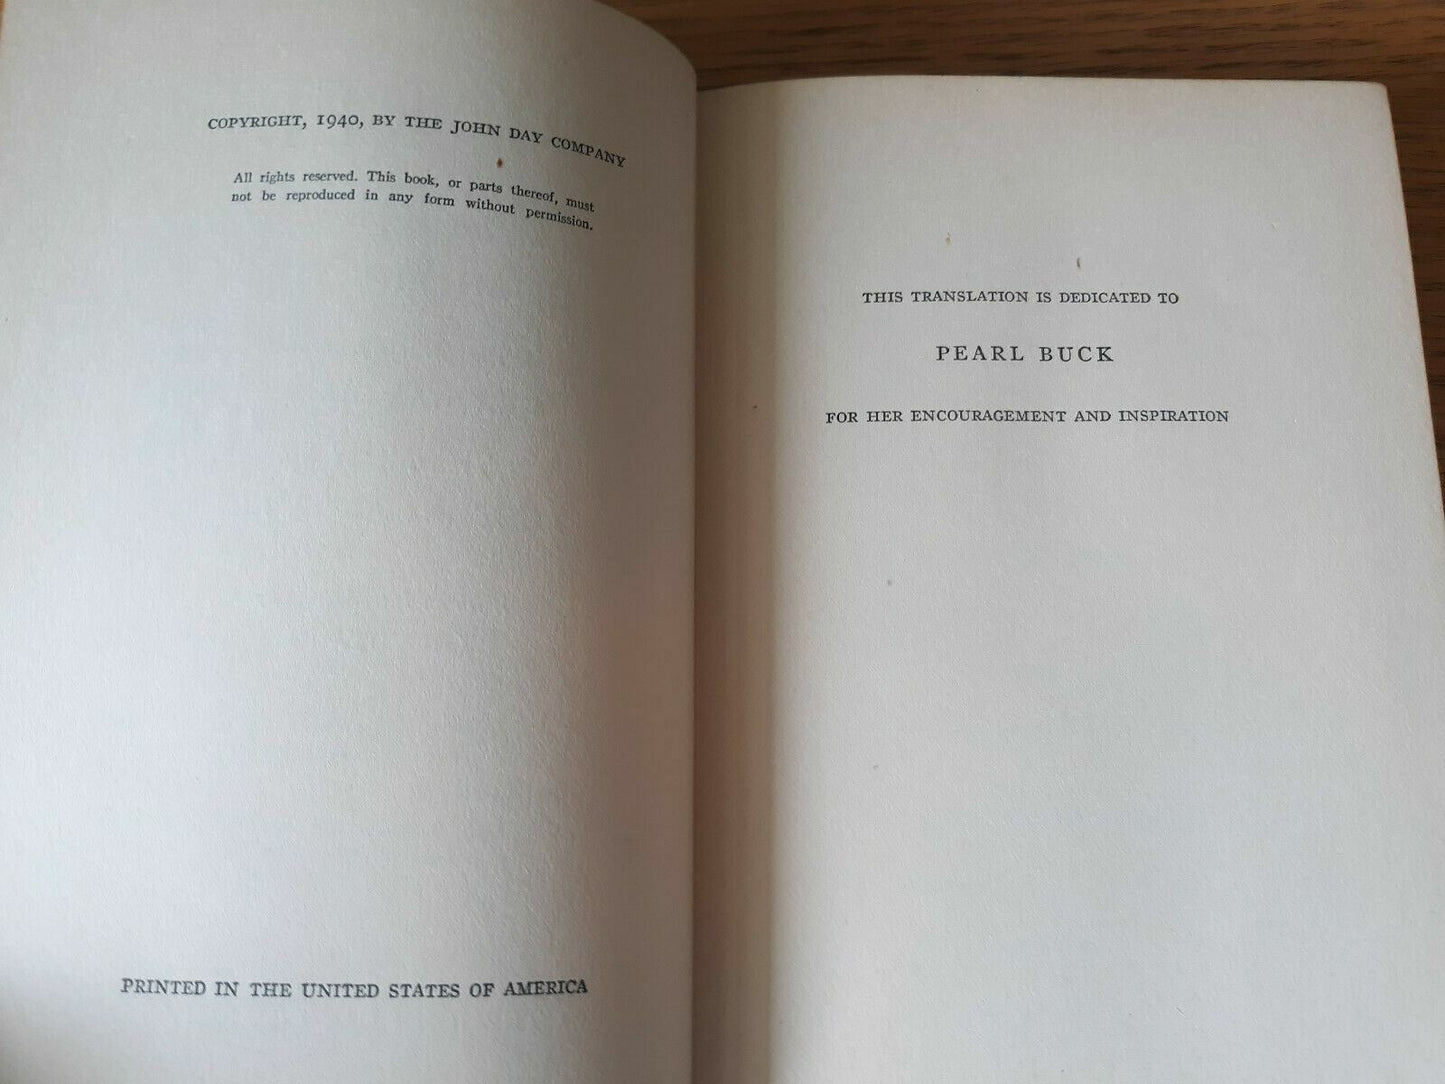 COPYRIGHT, 1940, BY THE JOHN DAY COMPANY
All rights reserved. This book, or parts thereof, must
not be reproduced in any form without permission.
PRINTED IN THE UNITED STATES OF AMERICA
THIS TRANSLATION IS DEDICATED TO
PEARL BUCK
FOR HER ENCOURAGEMENT AND INSPIRATION